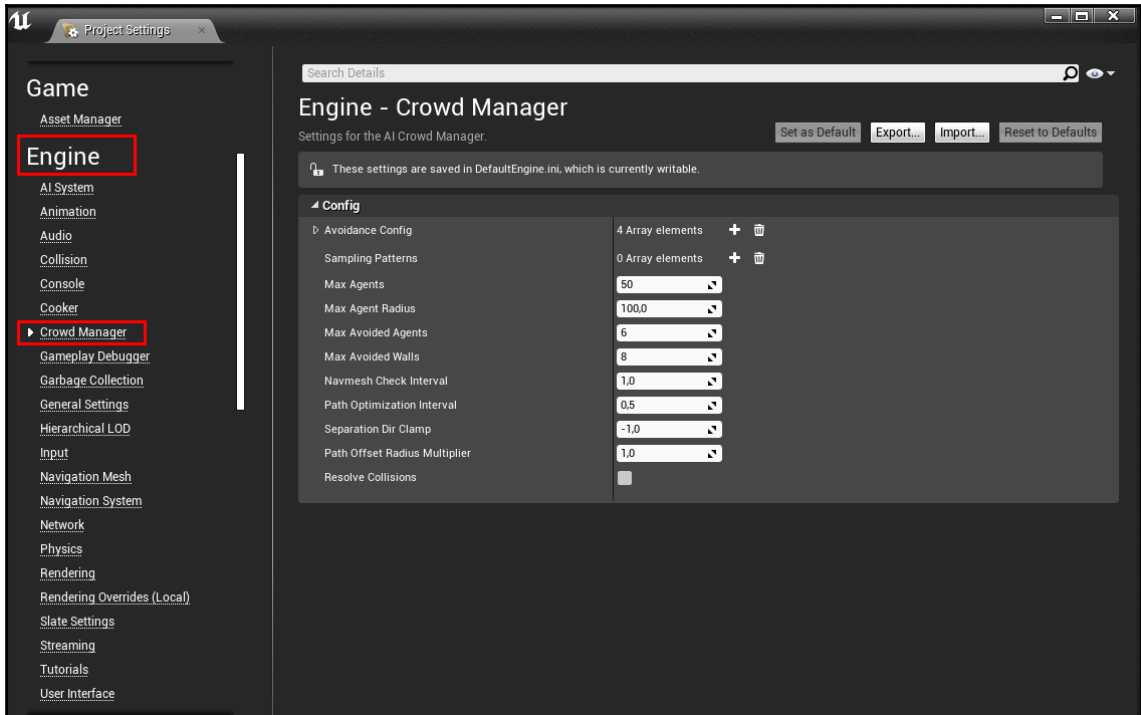 Project Settings
Game
Asset Manager
Engine
AI System
Animation
Audio
Collision
Console
Cooker
Crowd Manager
Gameplay Debugger
Garbage Collection
General Settings
Hierarchical LOD
Input
Navigation Mesh
Navigation System
Network
Physics
Rendering
Rendering Overrides (Local)
Slate Settings
Streaming
Tutorials
User Interface
Search Details
Engine - Crowd Manager
Settings for the AI Crowd Manager.
Set as Default Export... Import... Reset to Defaults
These settings are saved in DefaultEngine.ini, which is currently writable.
Config
Avoidance Config 4 Array elements
Sampling Patterns 0 Array elements
Max Agents 50
Max Agent Radius 100,0
Max Avoided Agents 6
Max Avoided Walls 8
Navmesh Check Interval 1,0
Path Optimization Interval 0,5
Separation Dir Clamp -1,0
Path Offset Radius Multiplier 1,0
Resolve Collisions